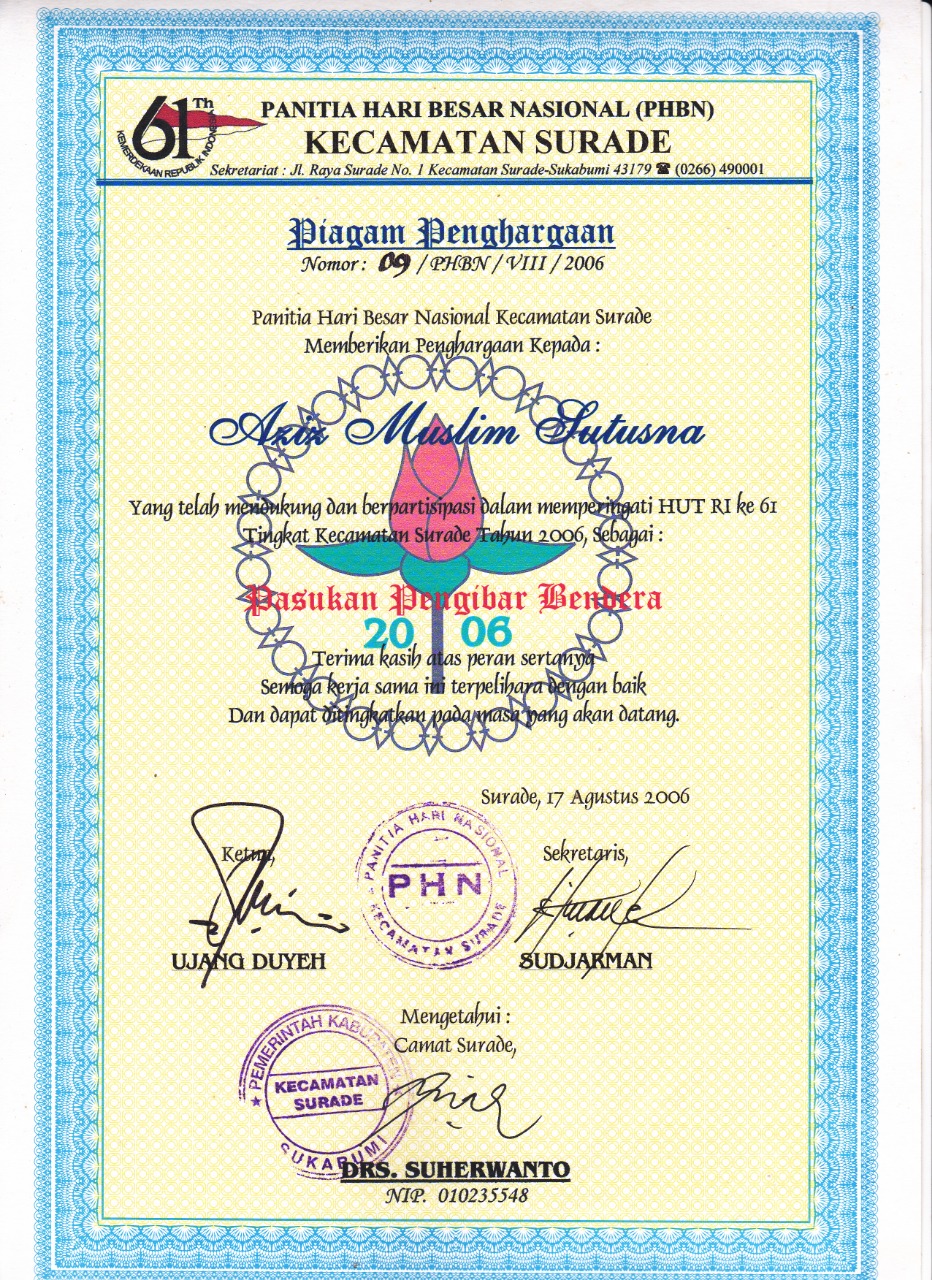 61Th
KEMERDEKAAN REPUBLIK INDONESIA
PANITIA HARI BESAR NASIONAL (PHBN)
KECAMATAN SURADE
Sekretariat : Jl. Raya Surade No. 1 Kecamatan Surade-Sukabumi 43179 ☎ (0266) 490001
Piagam Penghargaan
Nomor : 09 / PHBN / VIII / 2006
Panitia Hari Besar Nasional Kecamatan Surade
Memberikan Penghargaan Kepada :
Aziz Muslim Sutusna
Yang telah mendukung dan berpartisipasi dalam memperingati HUT RI ke 61
Tingkat Kecamatan Surade Tahun 2006, Sebagai :
Pasukan Pengibar Bendera
20 06
Terima kasih atas peran sertanya
Semoga kerja sama ini terpelihara dengan baik
Dan dapat ditingkatkan pada masa yang akan datang.
Surade, 17 Agustus 2006
Ketua,
Sekretaris,
PANITIA HARI NASIONAL
PHN
KECAMATAN SURADE
UJANG DUYEH
SUDJARMAN
Mengetahui :
Camat Surade,
PEMERINTAH KABUPATEN
KECAMATAN
SURADE
SUKABUMI
DRS. SUHERWANTO
NIP. 010235548